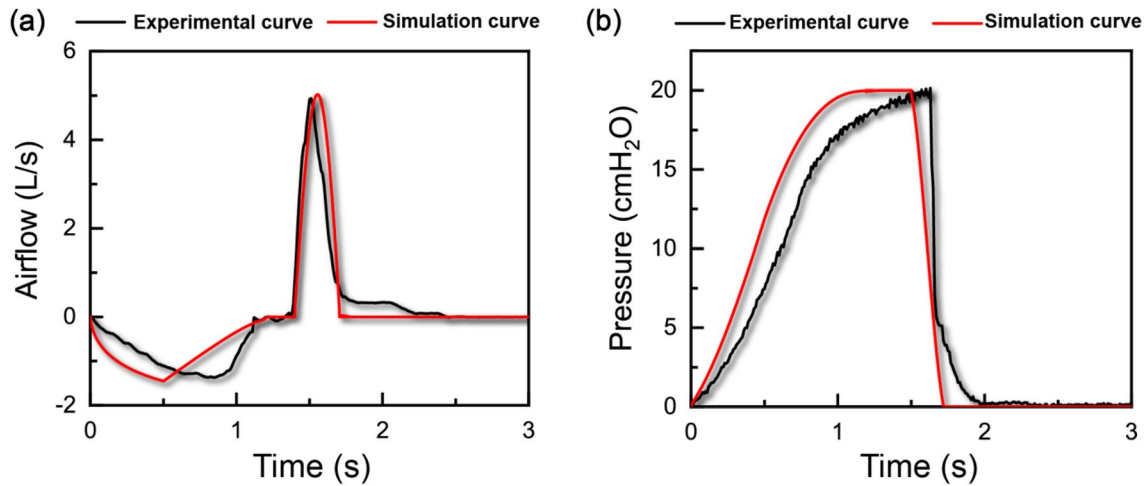 (a) Experimental curve Simulation curve
6
4
2
0
-2
Airflow (L/s)
0 1 2 3
Time (s)
(b) Experimental curve Simulation curve
20
15
10
5
0
Pressure (cmH₂O)
0 1 2 3
Time (s)